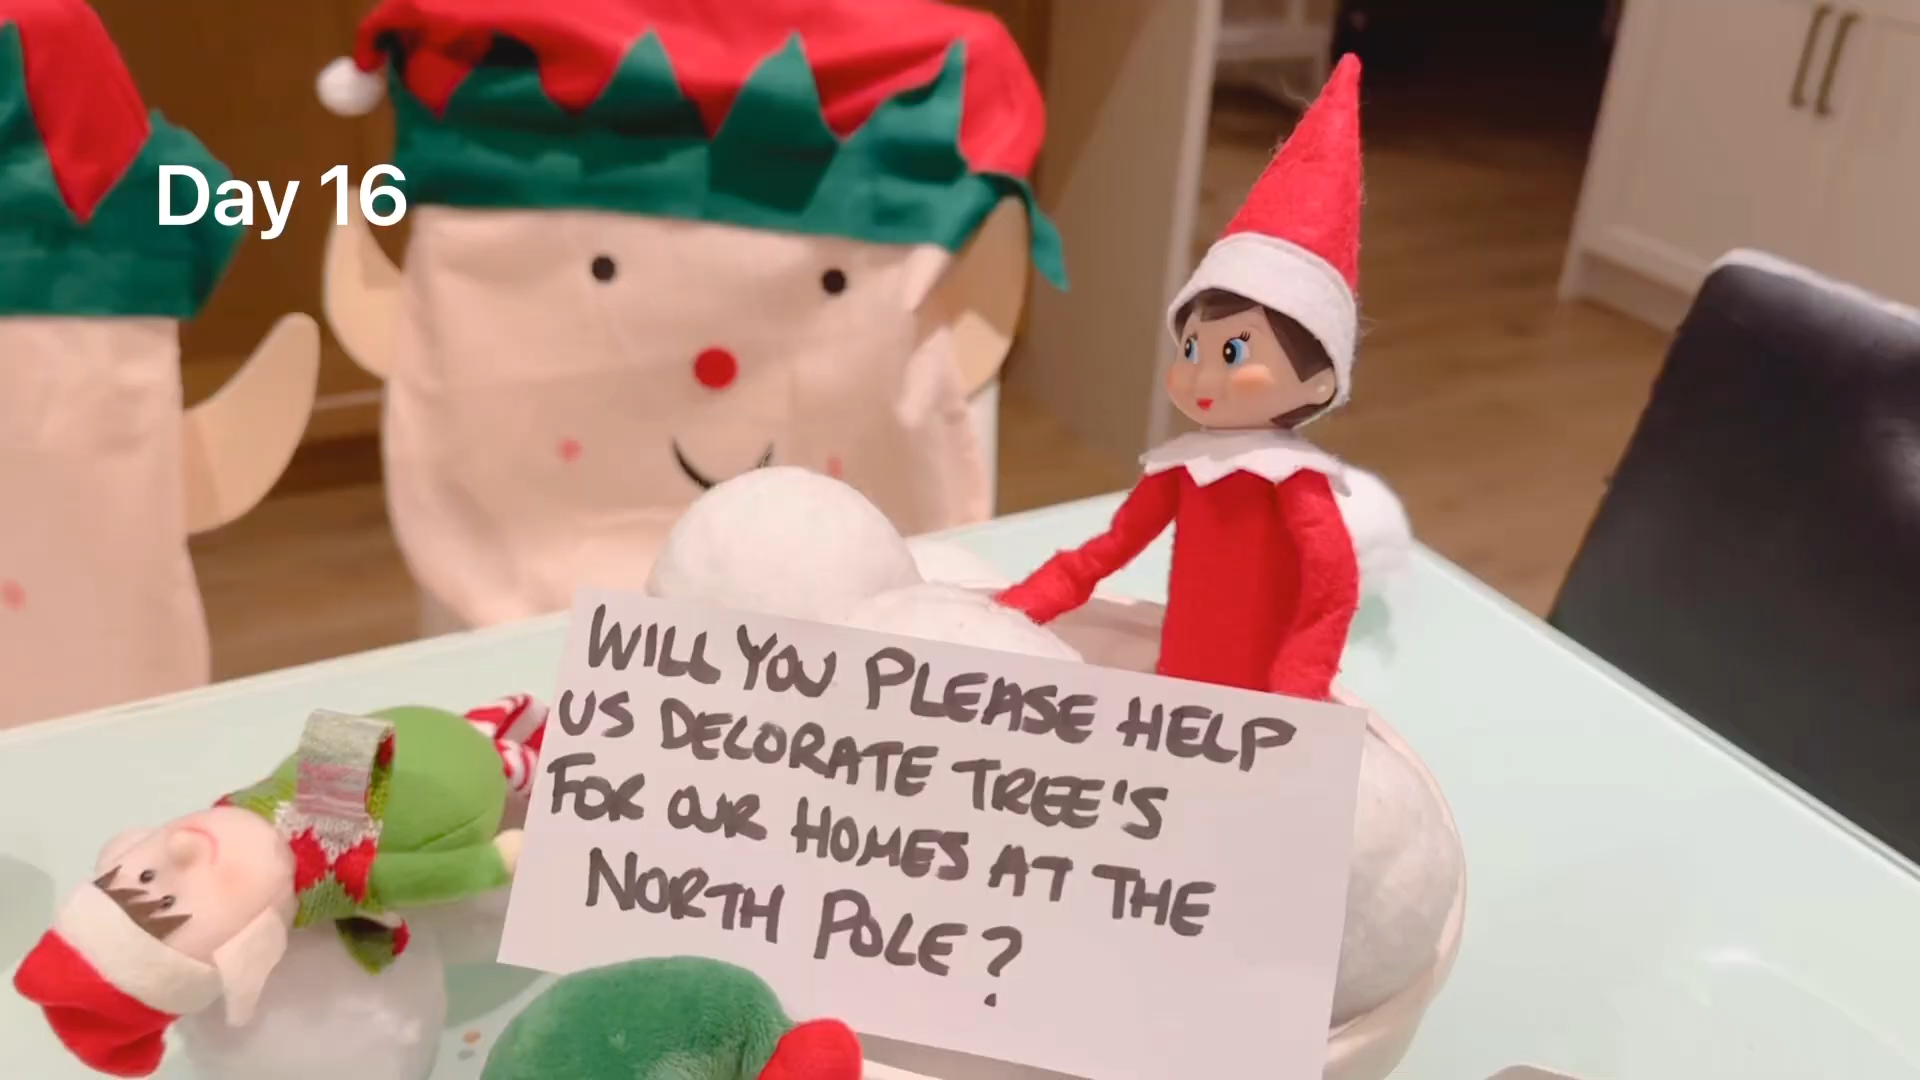 Day 16
WILL YOU PLEASE HELP
US DECORATE TREE'S
FOR OUR HOMES AT THE
NORTH POLE?